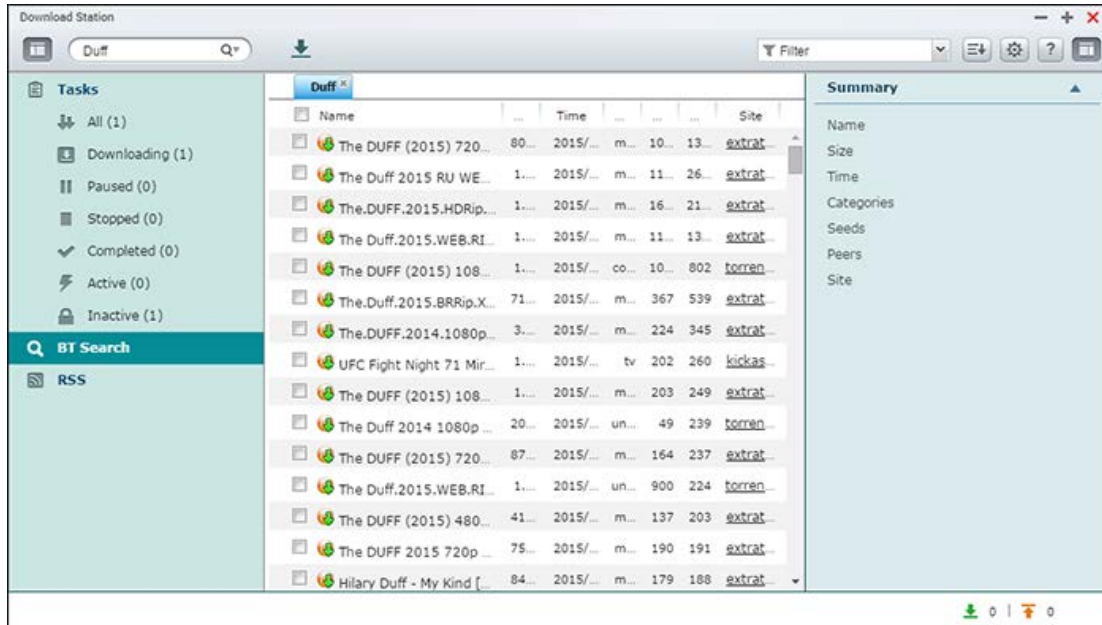 Download Station
Duff
Filter
?
Tasks
All (1)
Downloading (1)
Paused (0)
Stopped (0)
Completed (0)
Active (0)
Inactive (1)
BT Search
RSS
Duff
Name ... Time ... ... ... Site
The DUFF (2015) 720... 80... 2015/... m... 10... 13... extrat...
The Duff 2015 RU WE... 1.... 2015/... m... 11... 26... extrat...
The.DUFF.2015.HDRip.... 1.... 2015/... m... 16... 21... extrat...
The Duff.2015.WEB.RI... 1.... 2015/... m... 11... 13... extrat...
The DUFF (2015) 108... 1.... 2015/... co... 10... 802 torren...
The.Duff.2015.BRRip.X... 71... 2015/... m... 367 539 extrat...
The.DUFF.2014.1080p... 3.... 2015/... m... 224 345 extrat...
UFC Fight Night 71 Mir... 1.... 2015/... tv 202 260 kickas...
The DUFF (2015) 108... 1.... 2015/... m... 203 249 extrat...
The Duff 2014 1080p ... 20... 2015/... un... 49 239 torren...
The DUFF (2015) 720... 87... 2015/... m... 164 237 extrat...
The Duff.2015.WEB.RI... 1.... 2015/... un... 900 224 torren...
The DUFF (2015) 480... 41... 2015/... m... 137 203 extrat...
The DUFF 2015 720p ... 75... 2015/... m... 190 191 extrat...
Hilary Duff - My Kind [... 84... 2015/... m... 179 188 extrat...
Summary
Name
Size
Time
Categories
Seeds
Peers
Site
0 | 0